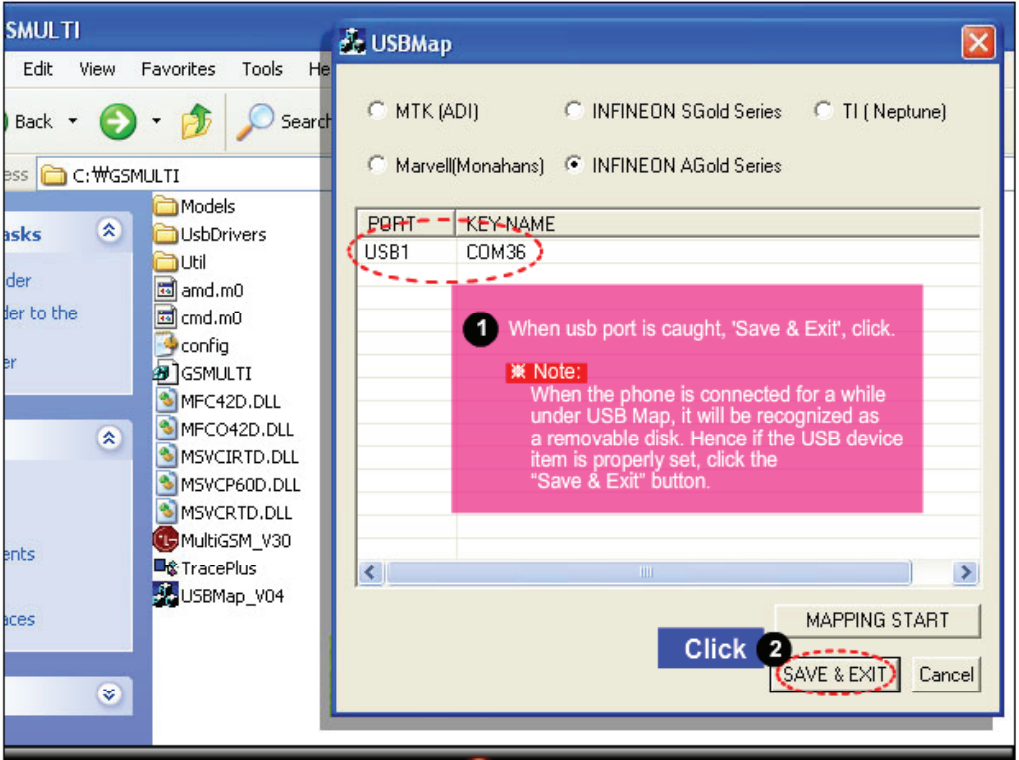 SMULTI
Edit View Favorites Tools He
Back Search
ess C:₩GSMULTI
asks
der
der to the
er
ents
aces
Models
UsbDrivers
Util
amd.m0
cmd.m0
config
GSMULTI
MFC42D.DLL
MFCO42D.DLL
MSVCIRTD.DLL
MSVCP60D.DLL
MSVCRTD.DLL
MultiGSM_V30
TracePlus
USBMap_V04
USBMap
MTK (ADI) INFINEON SGold Series TI ( Neptune)
Marvell(Monahans) INFINEON AGold Series
PORT KEY-NAME
USB1 COM36
1 When usb port is caught, 'Save & Exit', click.
※ Note:
When the phone is connected for a while
under USB Map, it will be recognized as
a removable disk. Hence if the USB device
item is properly set, click the
“Save & Exit” button.
MAPPING START
Click 2
SAVE & EXIT Cancel